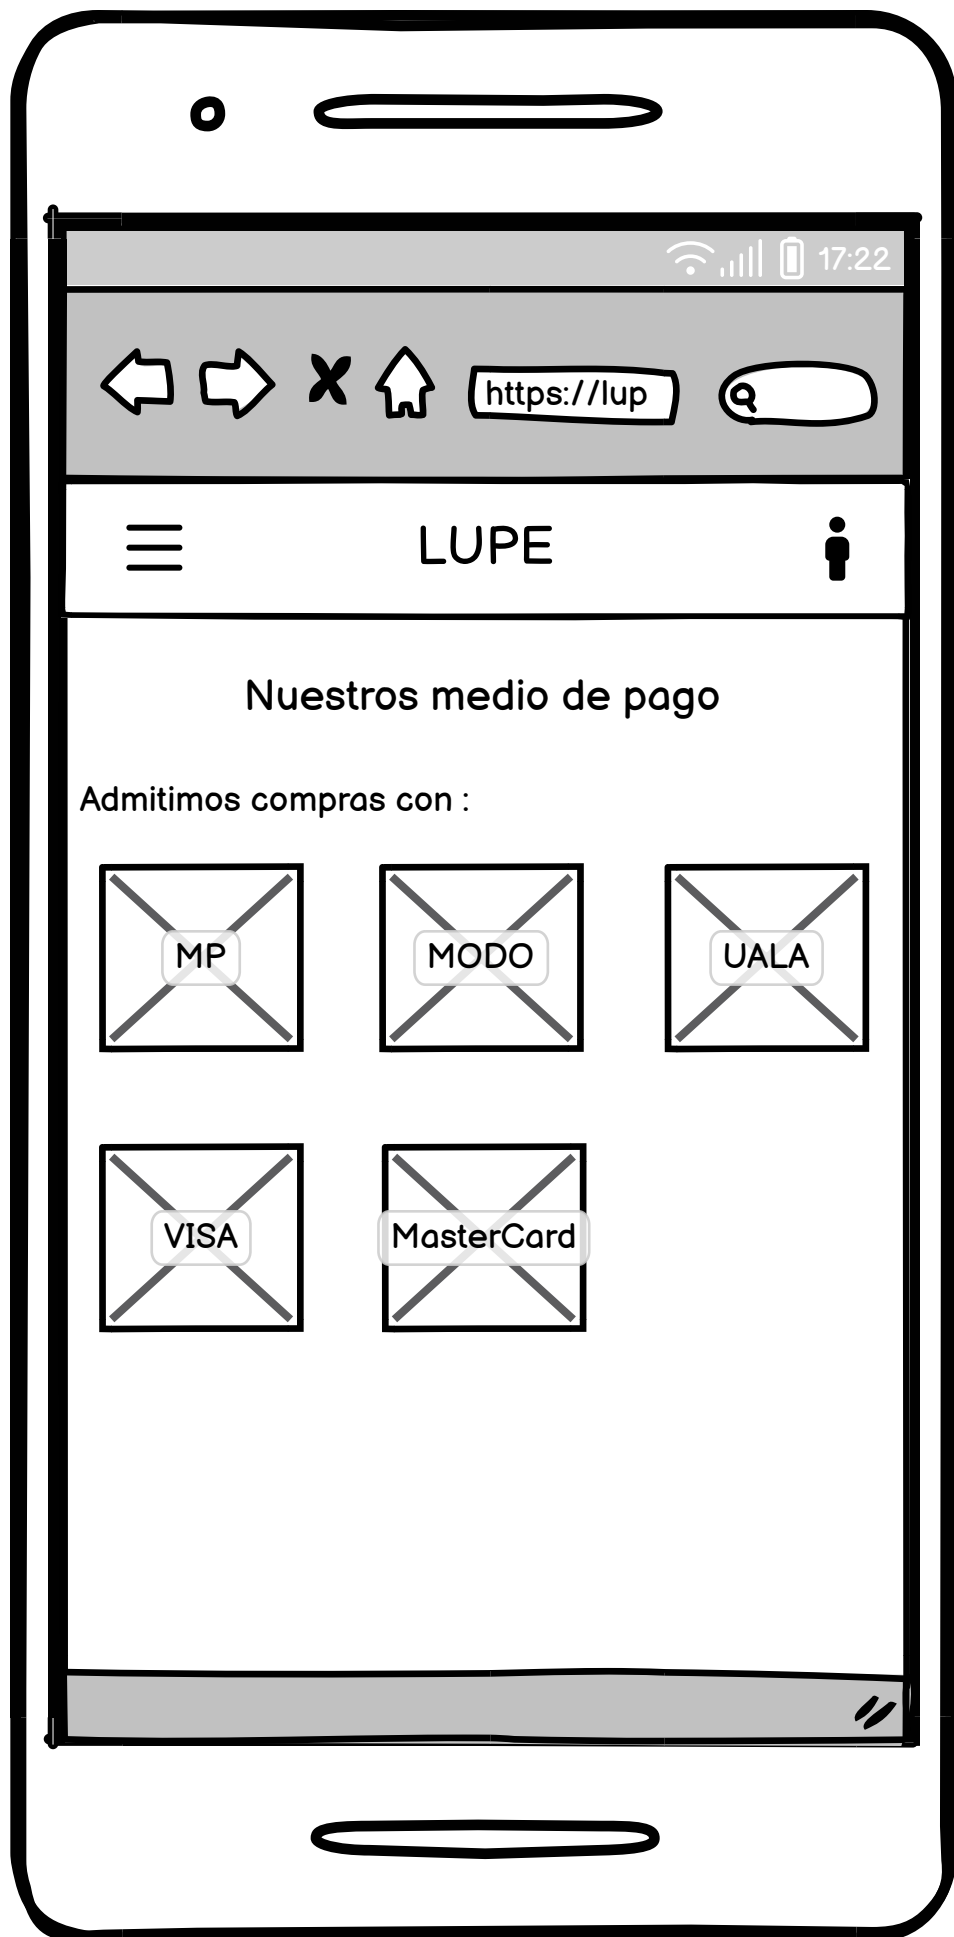 17:22
https://lup
LUPE
Nuestros medio de pago
Admitimos compras con :
MP MODO UALA
VISA MasterCard